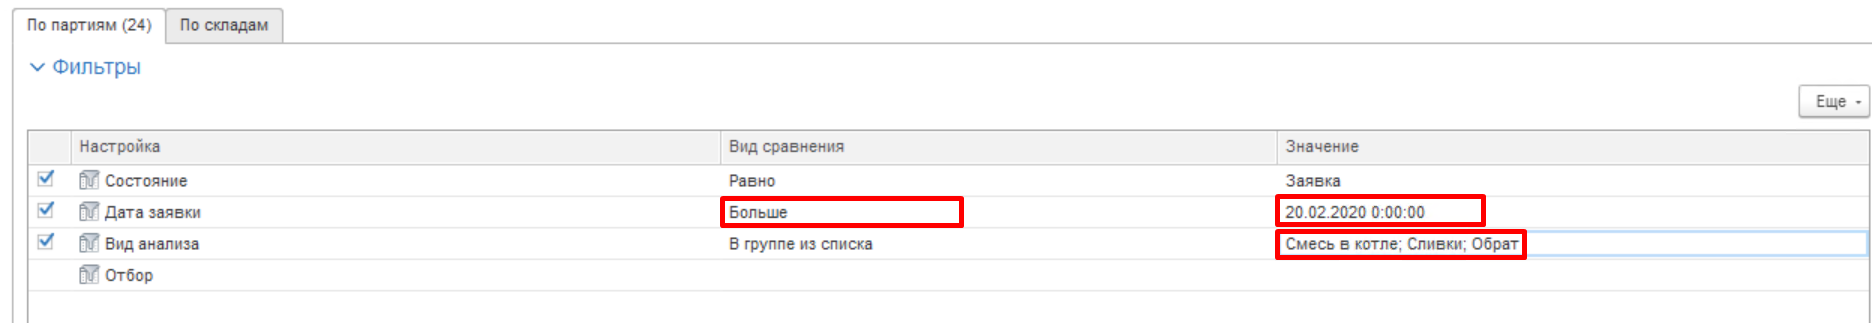 По партиям (24) По складам
Фильтры
Еще
Настройка Вид сравнения Значение
Состояние Равно Заявка
Дата заявки Больше 20.02.2020 0:00:00
Вид анализа В группе из списка Смесь в котле; Сливки; Обрат
Отбор